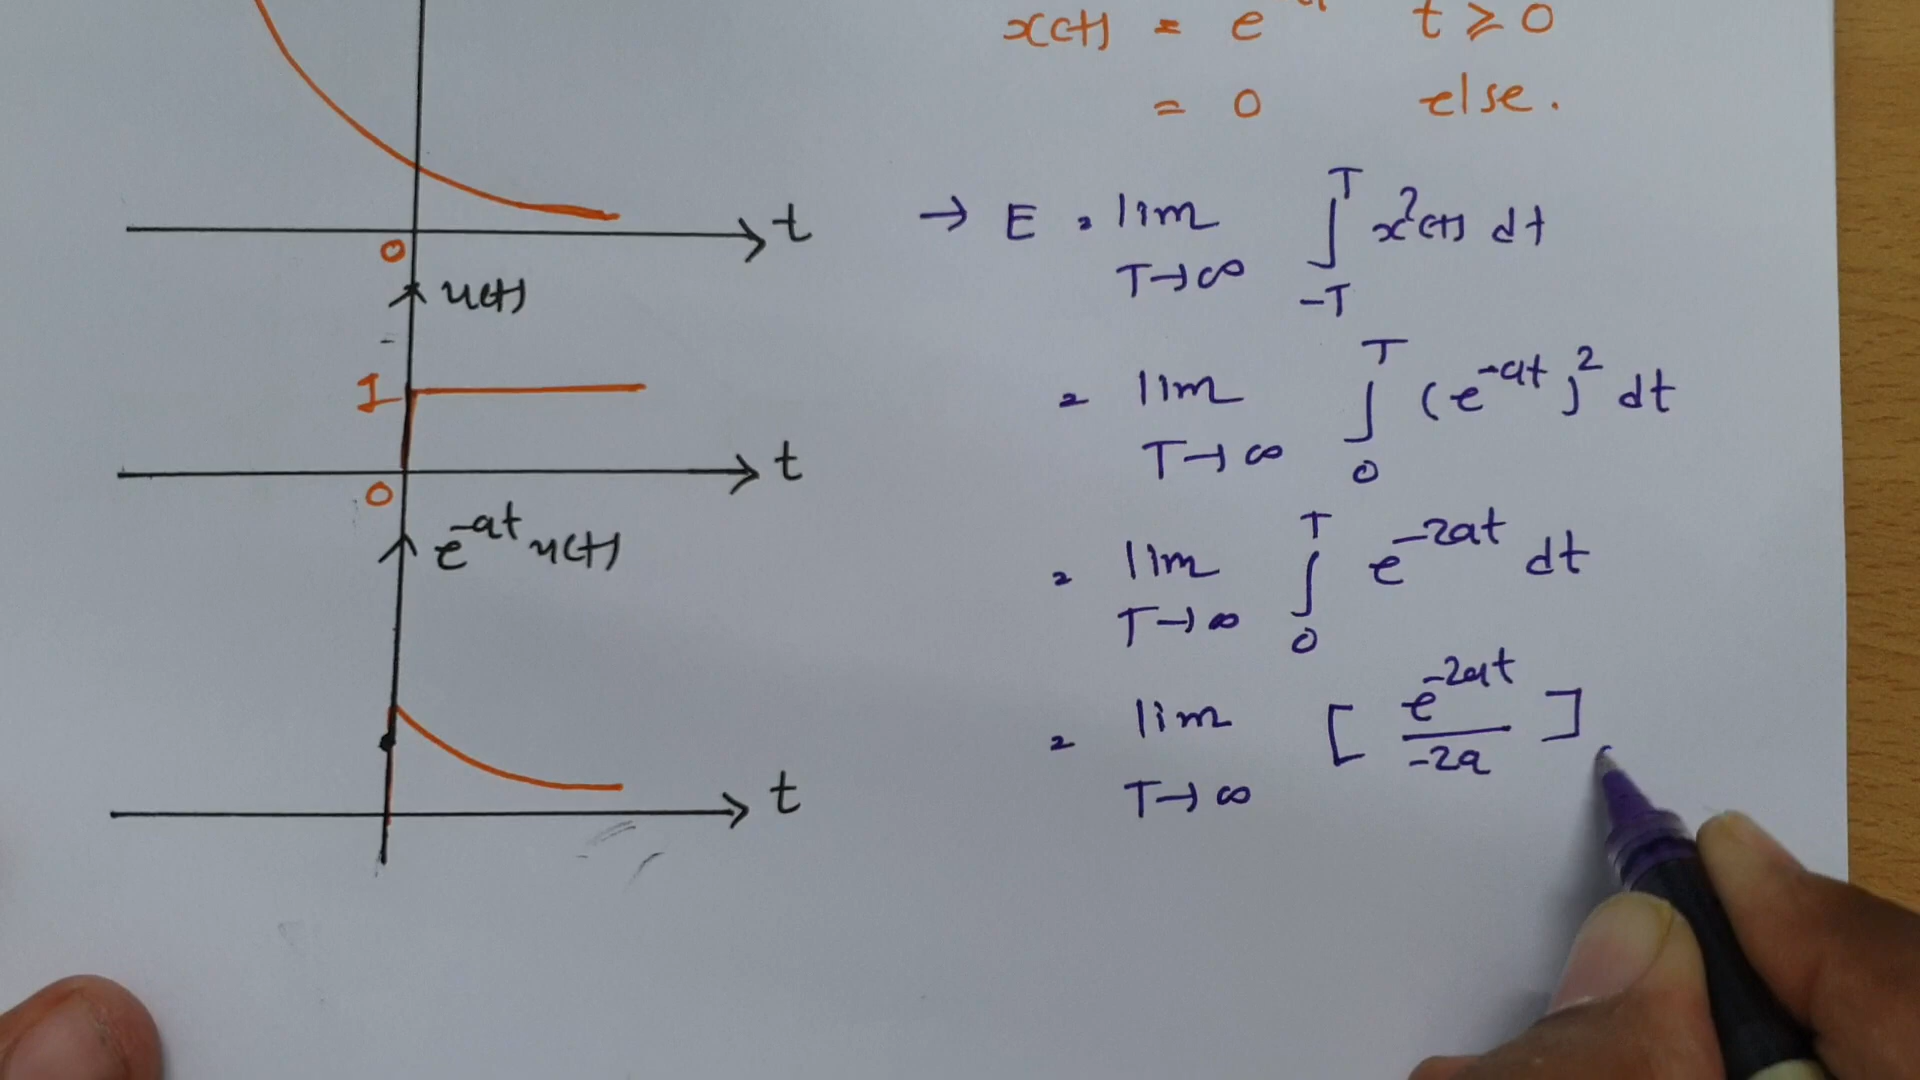 x(t) = e^-at t ≥ 0
= 0 else.
t
0
u(t)
1
t
0
e^-at u(t)
t
→ E = lim T→∞ ∫_-T^T x²(t) dt
= lim T→∞ ∫_0^T (e^-at)² dt
= lim T→∞ ∫_0^T e^-2at dt
= lim T→∞ [ e^-2at / -2a ]